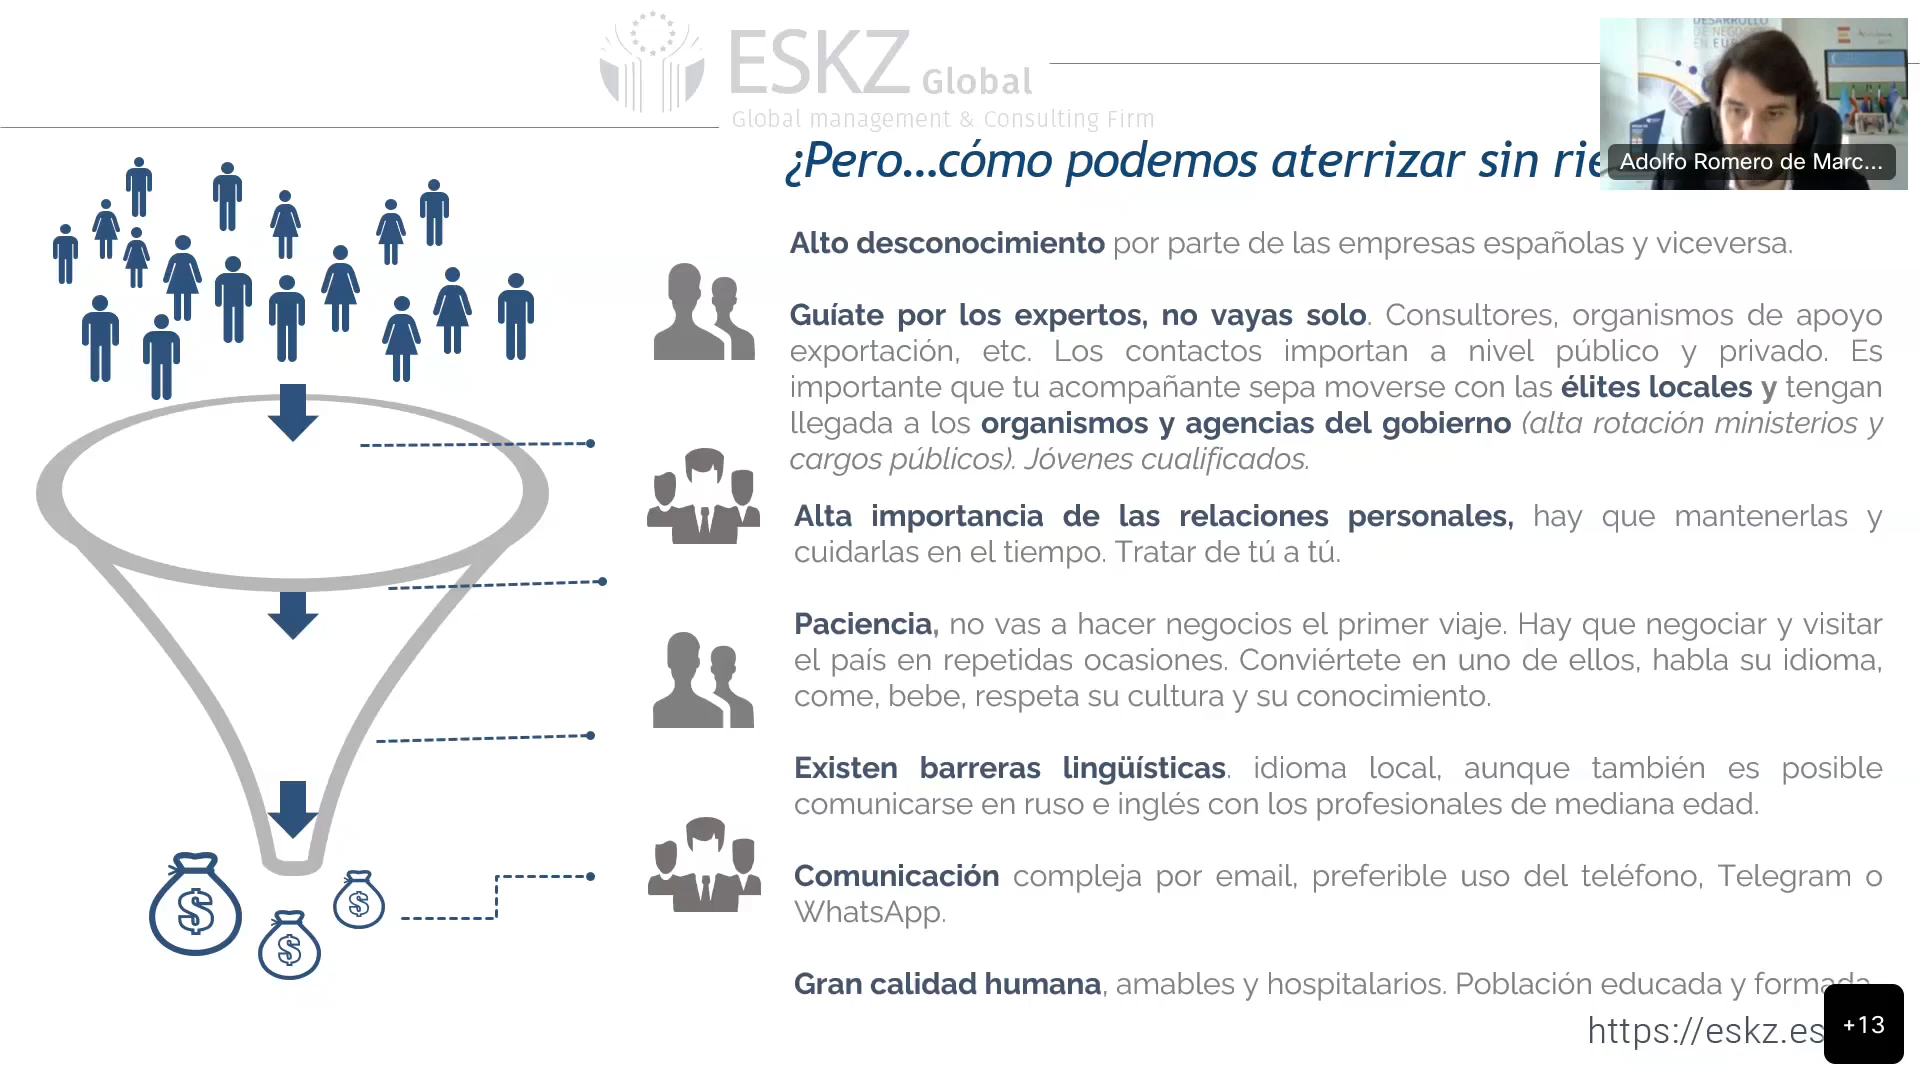 ESKZ Global
Global management & Consulting Firm
DESARROLLO
DE NEGOC
EN EUR
Adolfo Romero de Marc...
¿Pero...cómo podemos aterrizar sin rie
Alto desconocimiento por parte de las empresas españolas y viceversa.
Guíate por los expertos, no vayas solo. Consultores, organismos de apoyo
exportación, etc. Los contactos importan a nivel público y privado. Es
importante que tu acompañante sepa moverse con las élites locales y tengan
llegada a los organismos y agencias del gobierno (alta rotación ministerios y
cargos públicos). Jóvenes cualificados.
Alta importancia de las relaciones personales, hay que mantenerlas y
cuidarlas en el tiempo. Tratar de tú a tú.
Paciencia, no vas a hacer negocios el primer viaje. Hay que negociar y visitar
el país en repetidas ocasiones. Conviértete en uno de ellos, habla su idioma,
come, bebe, respeta su cultura y su conocimiento.
Existen barreras lingüísticas. idioma local, aunque también es posible
comunicarse en ruso e inglés con los profesionales de mediana edad.
Comunicación compleja por email, preferible uso del teléfono, Telegram o
WhatsApp.
Gran calidad humana, amables y hospitalarios. Población educada y formada
https://eskz.es
+13
$
$
$